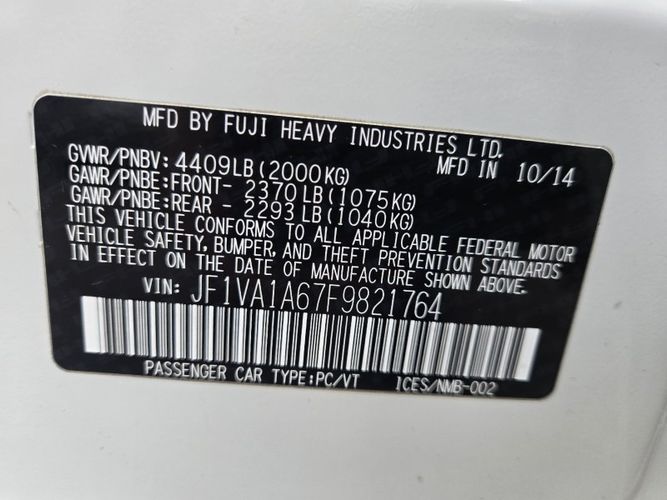 MFD BY FUJI HEAVY INDUSTRIES LTD.
GVWR/PNBV: 4409LB(2000KG) MFD IN 10/14
GAWR/PNBE:FRONT- 2370LB(1075KG)
GAWR/PNBE:REAR - 2293LB(1040KG)
THIS VEHICLE CONFORMS TO ALL APPLICABLE FEDERAL MOTOR
VEHICLE SAFETY, BUMPER, AND THEFT PREVENTION STANDARDS
IN EFFECT ON THE DATE OF MANUFACTURE SHOWN ABOVE.
VIN: JF1VA1A67F9821764
PASSENGER CAR TYPE:PC/VT ICES/NMB-002